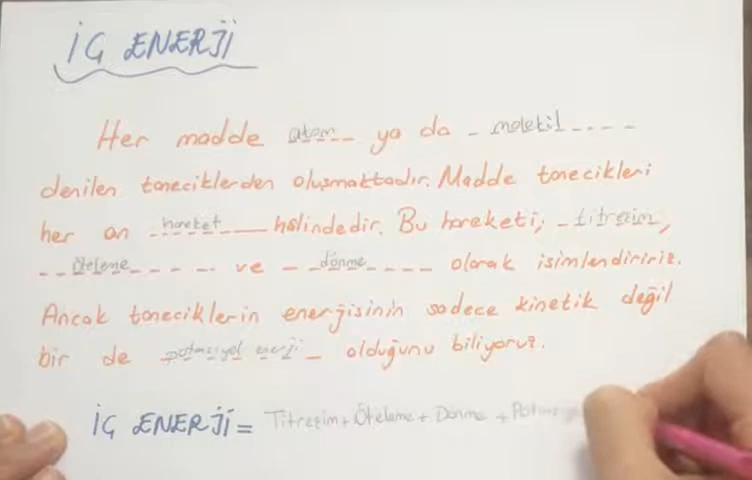 İÇ ENERJİ
Her madde atom ya da molekül
denilen taneciklerden oluşmaktadır. Madde tanecikleri
her an hareket halindedir. Bu hareketi; titreşim,
öteleme ve dönme olarak isimlendiririz.
Ancak taneciklerin enerjisinin sadece kinetik değil
bir de potansiyel enerji olduğunu biliyoruz.
İÇ ENERJİ = Titreşim + Öteleme + Dönme +